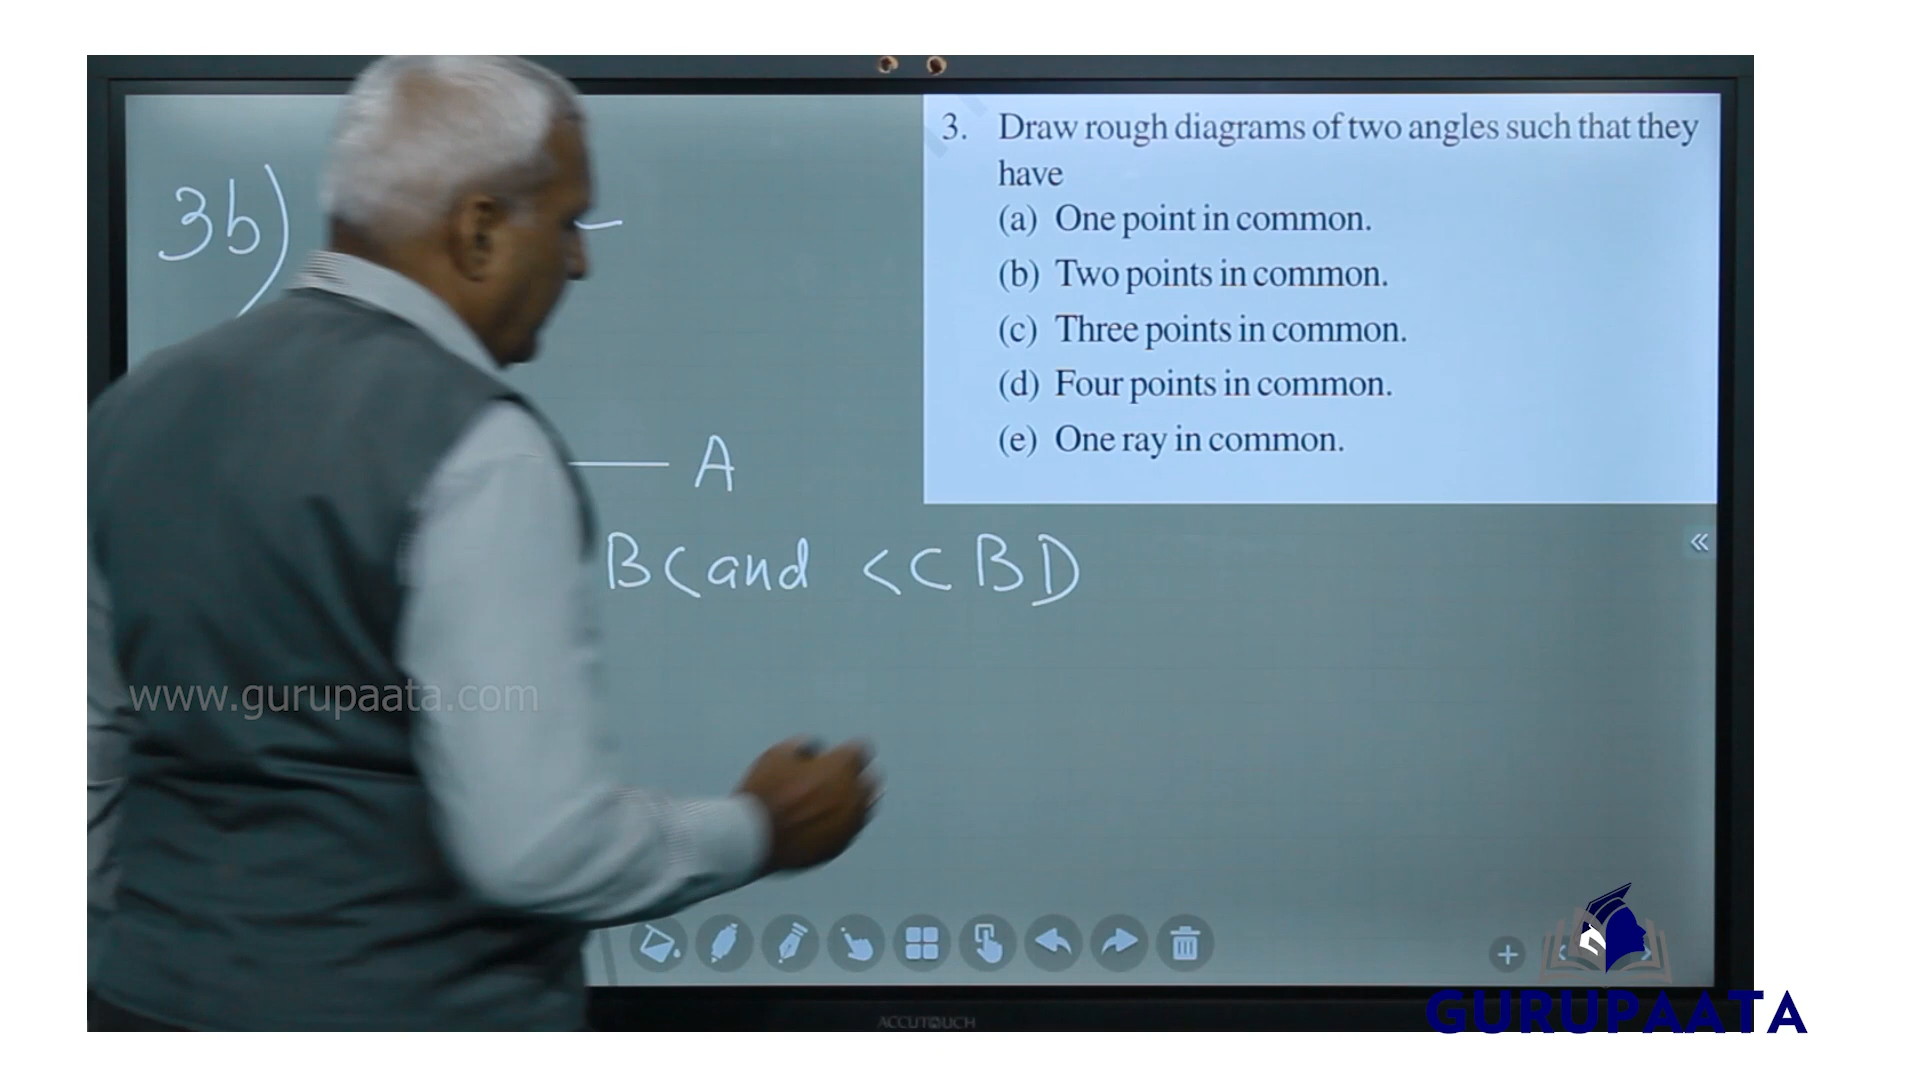 3b)
3. Draw rough diagrams of two angles such that they
have
(a) One point in common.
(b) Two points in common.
(c) Three points in common.
(d) Four points in common.
(e) One ray in common.
A
BC and <CBD
www.gurupaata.com
ACCUTOUCH
GURUPAATA